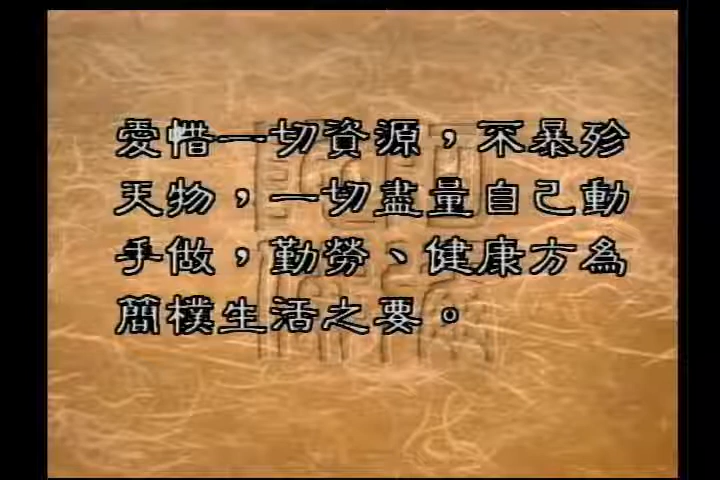 愛惜一切資源，不暴殄
天物，一切盡量自己動
手做，勤勞、健康方為
簡樸生活之要。